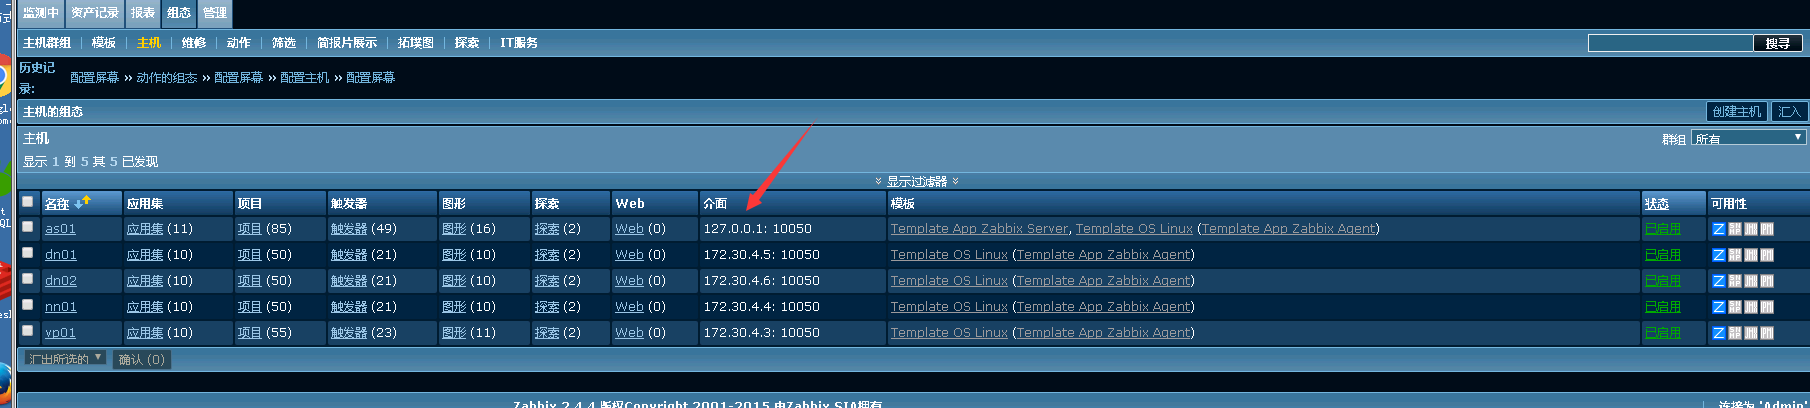 监测中 资产记录 报表 组态 管理
主机群组 模板 主机 维修 动作 筛选 简报片展示 拓璞图 探索 IT服务 搜寻
历史记录: 配置屏幕 » 动作的组态 » 配置屏幕 » 配置主机 » 配置屏幕
主机的组态 创建主机 汇入
主机 群组 所有
显示 1 到 5 其 5 已发现
显示过滤器
名称 应用集 项目 触发器 图形 探索 Web 介面 模板 状态 可用性
as01 应用集 (11) 项目 (85) 触发器 (49) 图形 (16) 探索 (2) Web (0) 127.0.0.1: 10050 Template App Zabbix Server, Template OS Linux (Template App Zabbix Agent) 已启用 Z
dn01 应用集 (10) 项目 (50) 触发器 (21) 图形 (10) 探索 (2) Web (0) 172.30.4.5: 10050 Template OS Linux (Template App Zabbix Agent) 已启用 Z
dn02 应用集 (10) 项目 (50) 触发器 (21) 图形 (10) 探索 (2) Web (0) 172.30.4.6: 10050 Template OS Linux (Template App Zabbix Agent) 已启用 Z
nn01 应用集 (10) 项目 (50) 触发器 (21) 图形 (10) 探索 (2) Web (0) 172.30.4.4: 10050 Template OS Linux (Template App Zabbix Agent) 已启用 Z
vp01 应用集 (10) 项目 (55) 触发器 (23) 图形 (11) 探索 (2) Web (0) 172.30.4.3: 10050 Template OS Linux (Template App Zabbix Agent) 已启用 Z
汇出所选的 确认 (0)
Zabbix 2.4.4 版权Copyright 2001-2015 由Zabbix SIA拥有 连接为 'Admin'